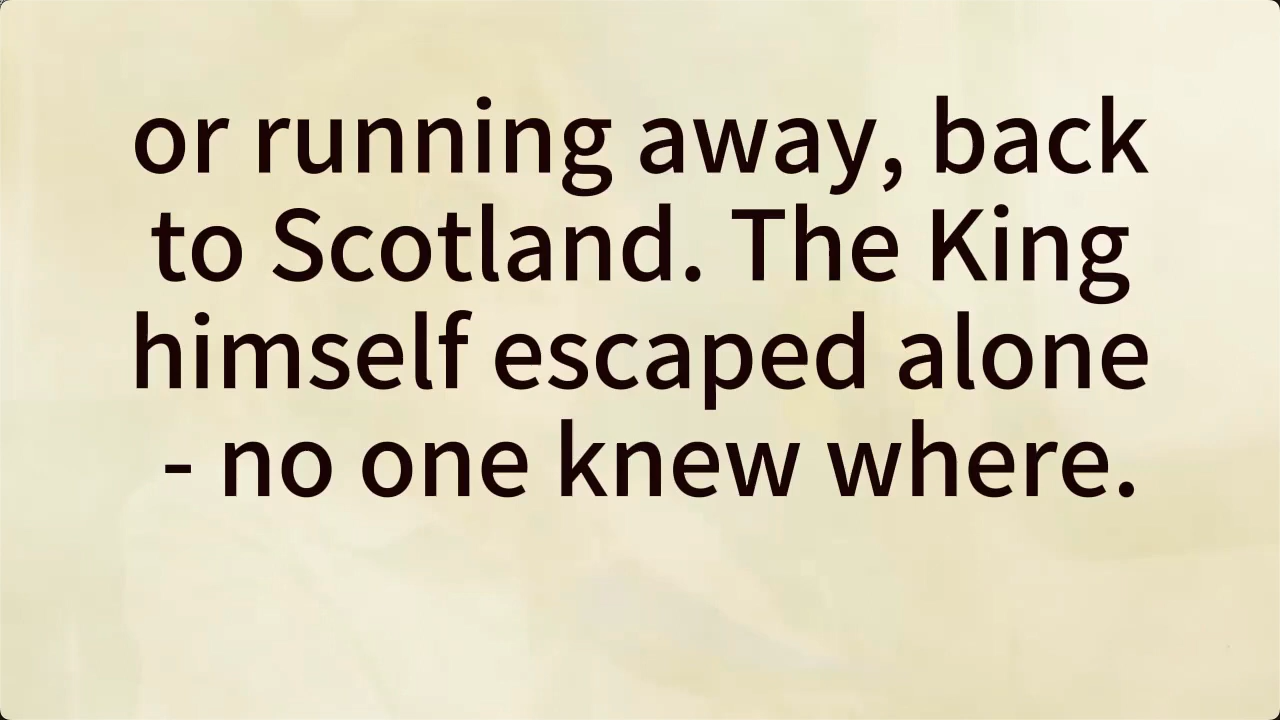 or running away, back
to Scotland. The King
himself escaped alone
- no one knew where.